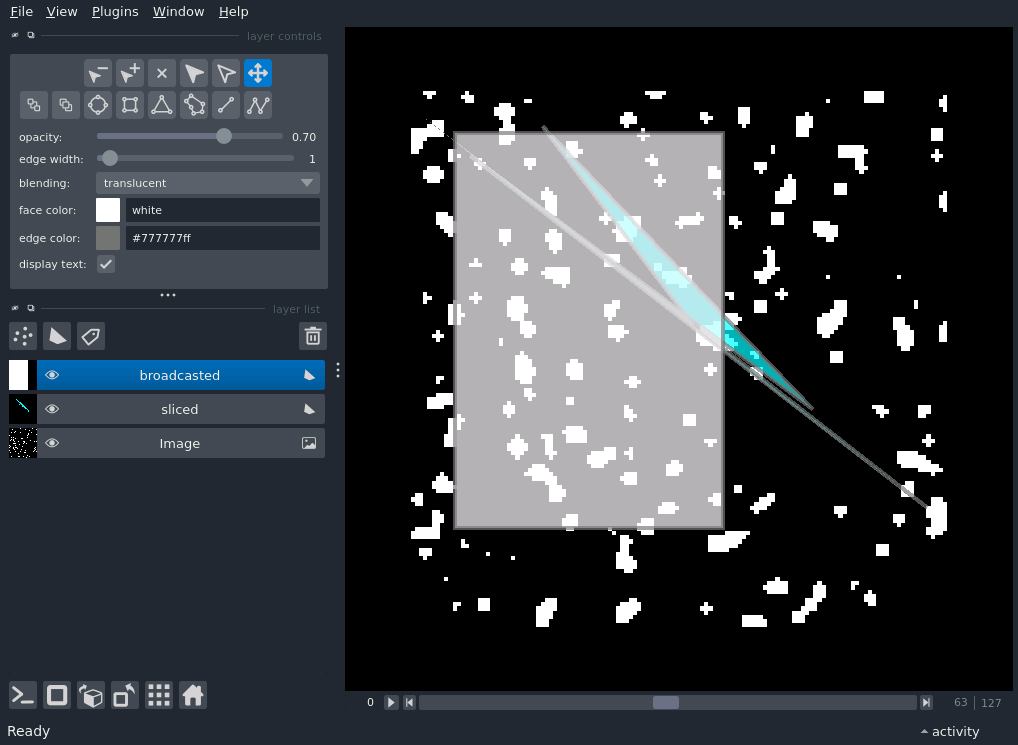 File View Plugins Window Help
layer controls
opacity: 0.70
edge width: 1
blending: translucent
face color: white
edge color: #777777ff
display text:
layer list
broadcasted
sliced
Image
0 63 | 127
Ready
activity